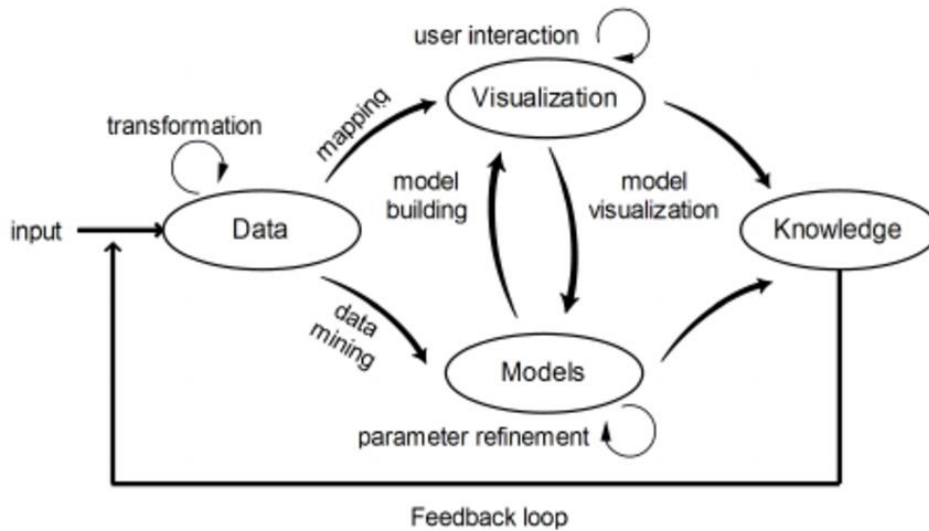 user interaction
Visualization
transformation
mapping
model
building
model
visualization
input
Data
Knowledge
data
mining
Models
parameter refinement
Feedback loop